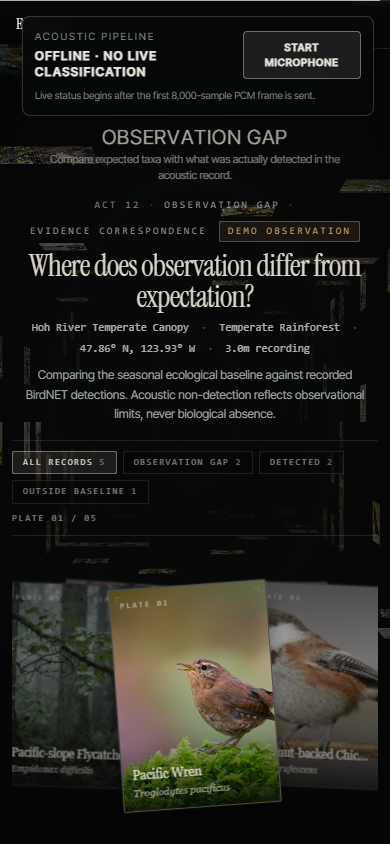 E
ACOUSTIC PIPELINE
OFFLINE · NO LIVE
CLASSIFICATION
START
MICROPHONE
Live status begins after the first 8,000-sample PCM frame is sent.
OBSERVATION GAP
Compare expected taxa with what was actually detected in the
acoustic record.
ACT 12 · OBSERVATION GAP ·
EVIDENCE CORRESPONDENCE DEMO OBSERVATION
Where does observation differ from
expectation?
Hoh River Temperate Canopy · Temperate Rainforest ·
47.86° N, 123.93° W · 3.0m recording
Comparing the seasonal ecological baseline against recorded
BirdNET detections. Acoustic non-detection reflects observational
limits, never biological absence.
ALL RECORDS 5 OBSERVATION GAP 2 DETECTED 2
OUTSIDE BASELINE 1
PLATE 01 / 05
PLATE 01
Pacific-slope Flycatch
Empidonax difficilis
Pacific Wren
Troglodytes pacificus
nut-backed Chic...
rufescens